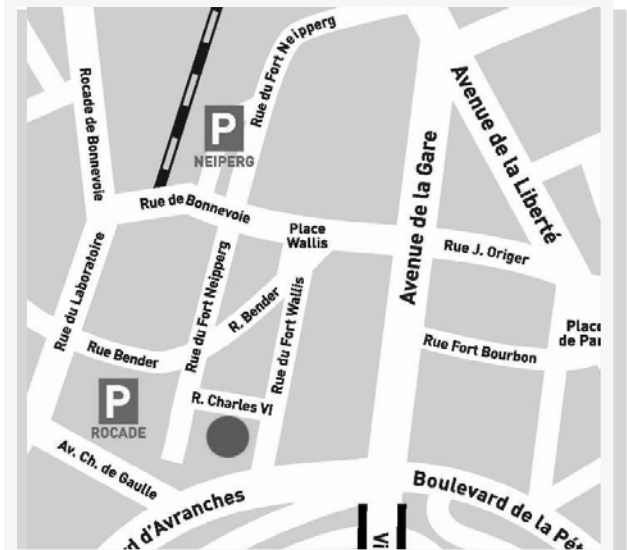 Rue du Fort Neipperg
Rocade de Bonnevoie
P
NEIPERG
Avenue de la Liberté
Avenue de la Gare
Rue de Bonnevoie
Place
Wallis
Rue J. Origer
Rue du Laboratoire
Rue du Fort Neipperg
R. Bender
Rue du Fort Wallis
Place
de Par
Rue Bender
Rue Fort Bourbon
P
ROCADE
R. Charles VI
Av. Ch. de Gaulle
rd d'Avranches
Boulevard de la Pét
Vi